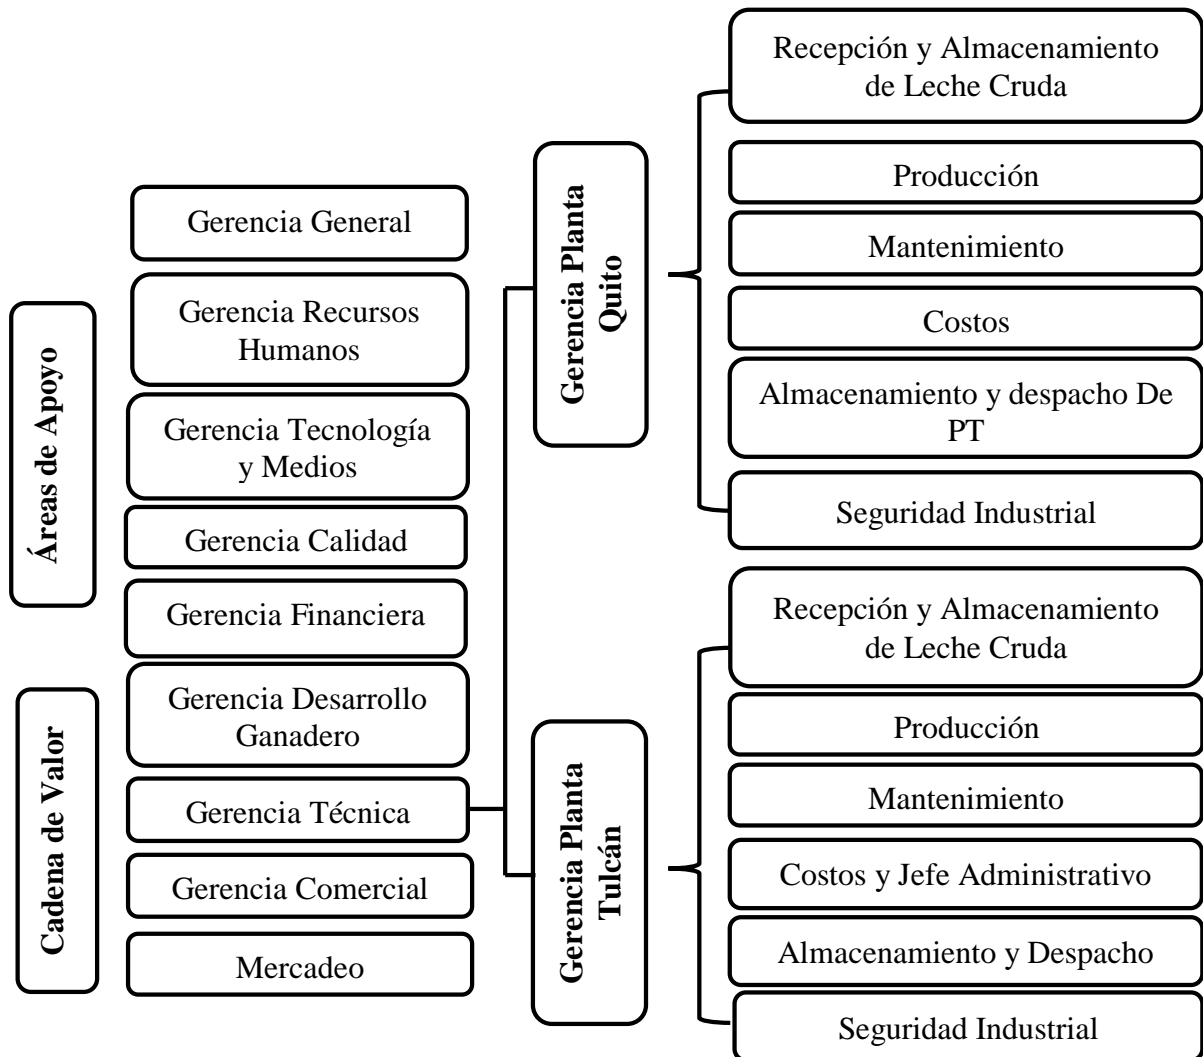 Áreas de Apoyo
Cadena de Valor
Gerencia General
Gerencia Recursos
Humanos
Gerencia Tecnología
y Medios
Gerencia Calidad
Gerencia Financiera
Gerencia Desarrollo
Ganadero
Gerencia Técnica
Gerencia Comercial
Mercadeo
Gerencia Planta
Quito
Recepción y Almacenamiento
de Leche Cruda
Producción
Mantenimiento
Costos
Almacenamiento y despacho De
PT
Seguridad Industrial
Gerencia Planta
Tulcán
Recepción y Almacenamiento
de Leche Cruda
Producción
Mantenimiento
Costos y Jefe Administrativo
Almacenamiento y Despacho
Seguridad Industrial